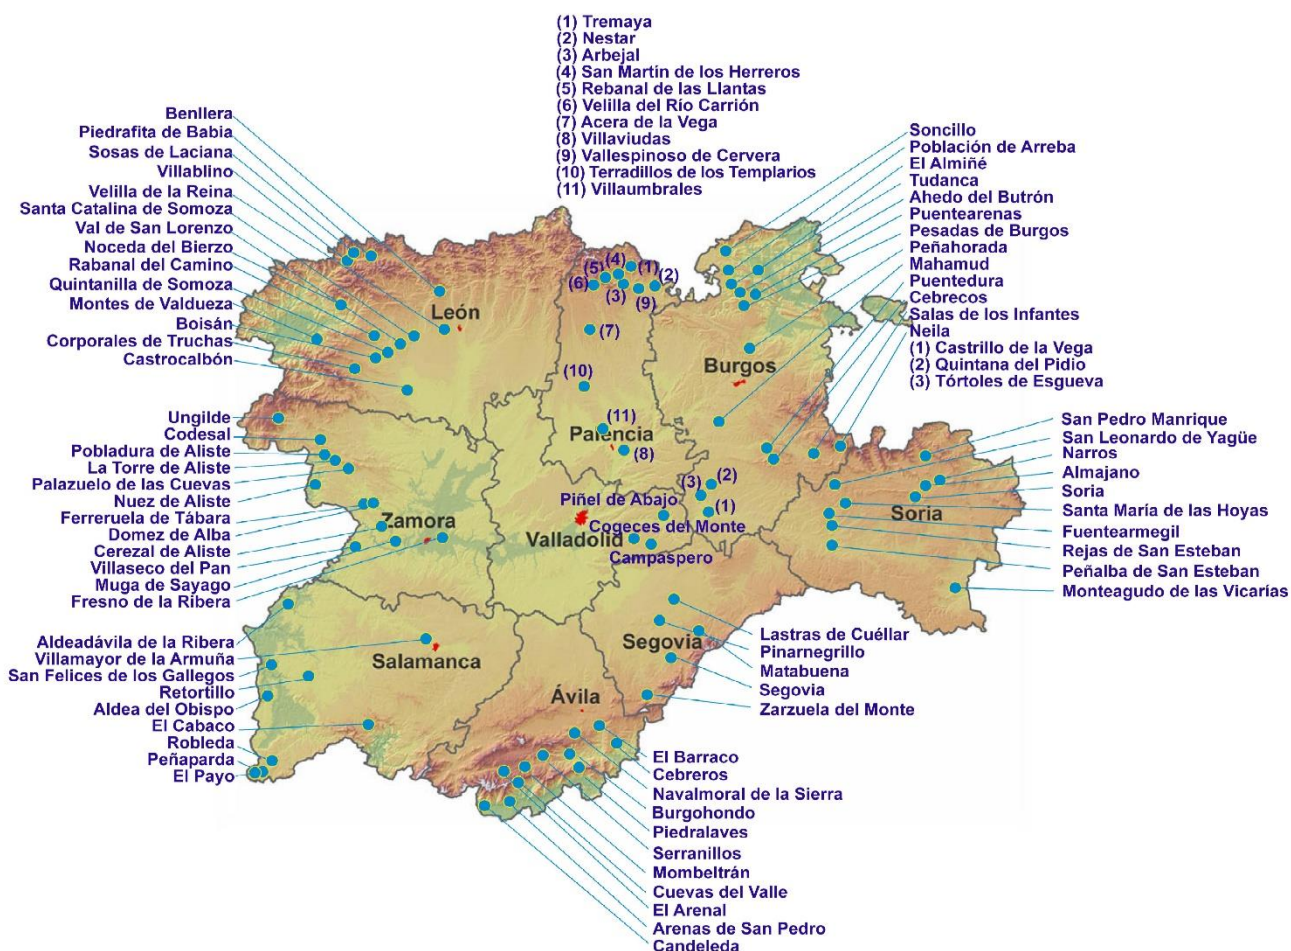 (1) Tremaya
(2) Nestar
(3) Arbejal
(4) San Martín de los Herreros
(5) Rebanal de las Llantas
(6) Velilla del Río Carrión
(7) Acera de la Vega
(8) Villaviudas
(9) Vallespinoso de Cervera
(10) Terradillos de los Templarios
(11) Villaumbrales
Benllera
Piedrafita de Babia
Sosas de Laciana
Villablino
Velilla de la Reina
Santa Catalina de Somoza
Val de San Lorenzo
Noceda del Bierzo
Rabanal del Camino
Quintanilla de Somoza
Montes de Valdueza
Boisán
Corporales de Truchas
Castrocalbón
Ungilde
Codesal
Pobladura de Aliste
La Torre de Aliste
Palazuelo de las Cuevas
Nuez de Aliste
Ferreruela de Tábara
Domez de Alba
Cerezal de Aliste
Villaseco del Pan
Muga de Sayago
Fresno de la Ribera
Aldeadávila de la Ribera
Villamayor de la Armuña
San Felices de los Gallegos
Retortillo
Aldea del Obispo
El Cabaco
Robleda
Peñaparda
El Payo
León
(4)
(5)
(1)
(2)
(6)
(3)
(9)
(7)
(10)
(11)
Palencia
(8)
Burgos
(2)
(3)
(1)
Piñel de Abajo
Cogeces del Monte
Valladolid
Campaspero
Zamora
Soria
Salamanca
Segovia
Ávila
Soncillo
Población de Arreba
El Almiñé
Tudanca
Ahedo del Butrón
Puentearenas
Pesadas de Burgos
Peñahorada
Mahamud
Puentedura
Cebrecos
Salas de los Infantes
Neila
(1) Castrillo de la Vega
(2) Quintana del Pidio
(3) Tórtoles de Esgueva
San Pedro Manrique
San Leonardo de Yagüe
Narros
Almajano
Soria
Santa María de las Hoyas
Fuentearmegil
Rejas de San Esteban
Peñalba de San Esteban
Monteagudo de las Vicarías
Lastras de Cuéllar
Pinarnegrillo
Matabuena
Segovia
Zarzuela del Monte
El Barraco
Cebreros
Navalmoral de la Sierra
Burgohondo
Piedralaves
Serranillos
Mombeltrán
Cuevas del Valle
El Arenal
Arenas de San Pedro
Candeleda